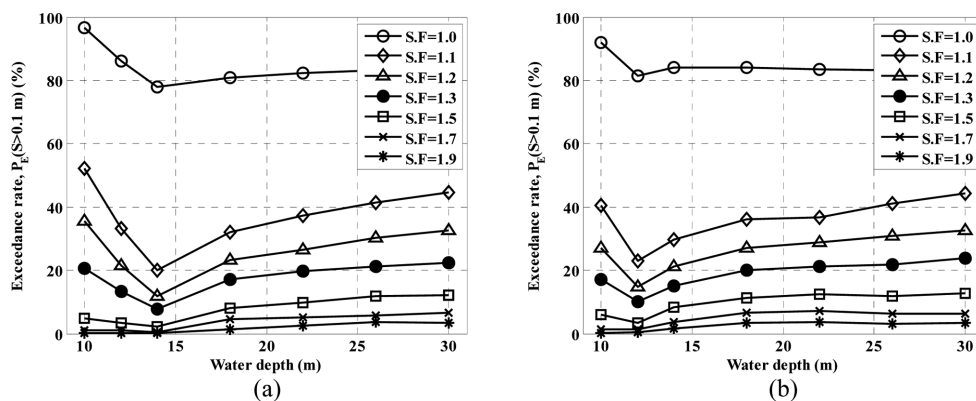 100
80
60
40
20
0
10 15 20 25 30
Exceedance rate, P_E(S>0.1 m) (%)
Water depth (m)
S.F=1.0
S.F=1.1
S.F=1.2
S.F=1.3
S.F=1.5
S.F=1.7
S.F=1.9
(a)
100
80
60
40
20
0
10 15 20 25 30
Exceedance rate, P_E(S>0.1 m) (%)
Water depth (m)
S.F=1.0
S.F=1.1
S.F=1.2
S.F=1.3
S.F=1.5
S.F=1.7
S.F=1.9
(b)